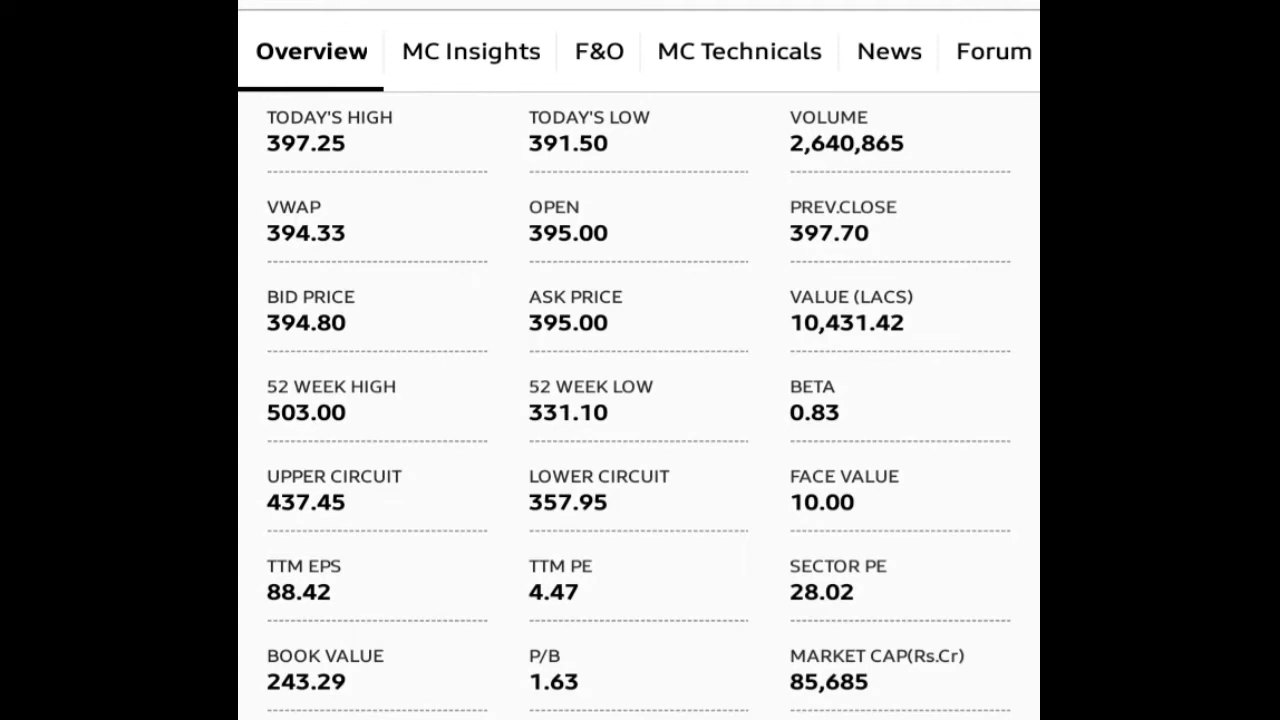 Overview MC Insights F&O MC Technicals News Forum
TODAY'S HIGH TODAY'S LOW VOLUME
397.25 391.50 2,640,865
VWAP OPEN PREV.CLOSE
394.33 395.00 397.70
BID PRICE ASK PRICE VALUE (LACS)
394.80 395.00 10,431.42
52 WEEK HIGH 52 WEEK LOW BETA
503.00 331.10 0.83
UPPER CIRCUIT LOWER CIRCUIT FACE VALUE
437.45 357.95 10.00
TTM EPS TTM PE SECTOR PE
88.42 4.47 28.02
BOOK VALUE P/B MARKET CAP(Rs.Cr)
243.29 1.63 85,685